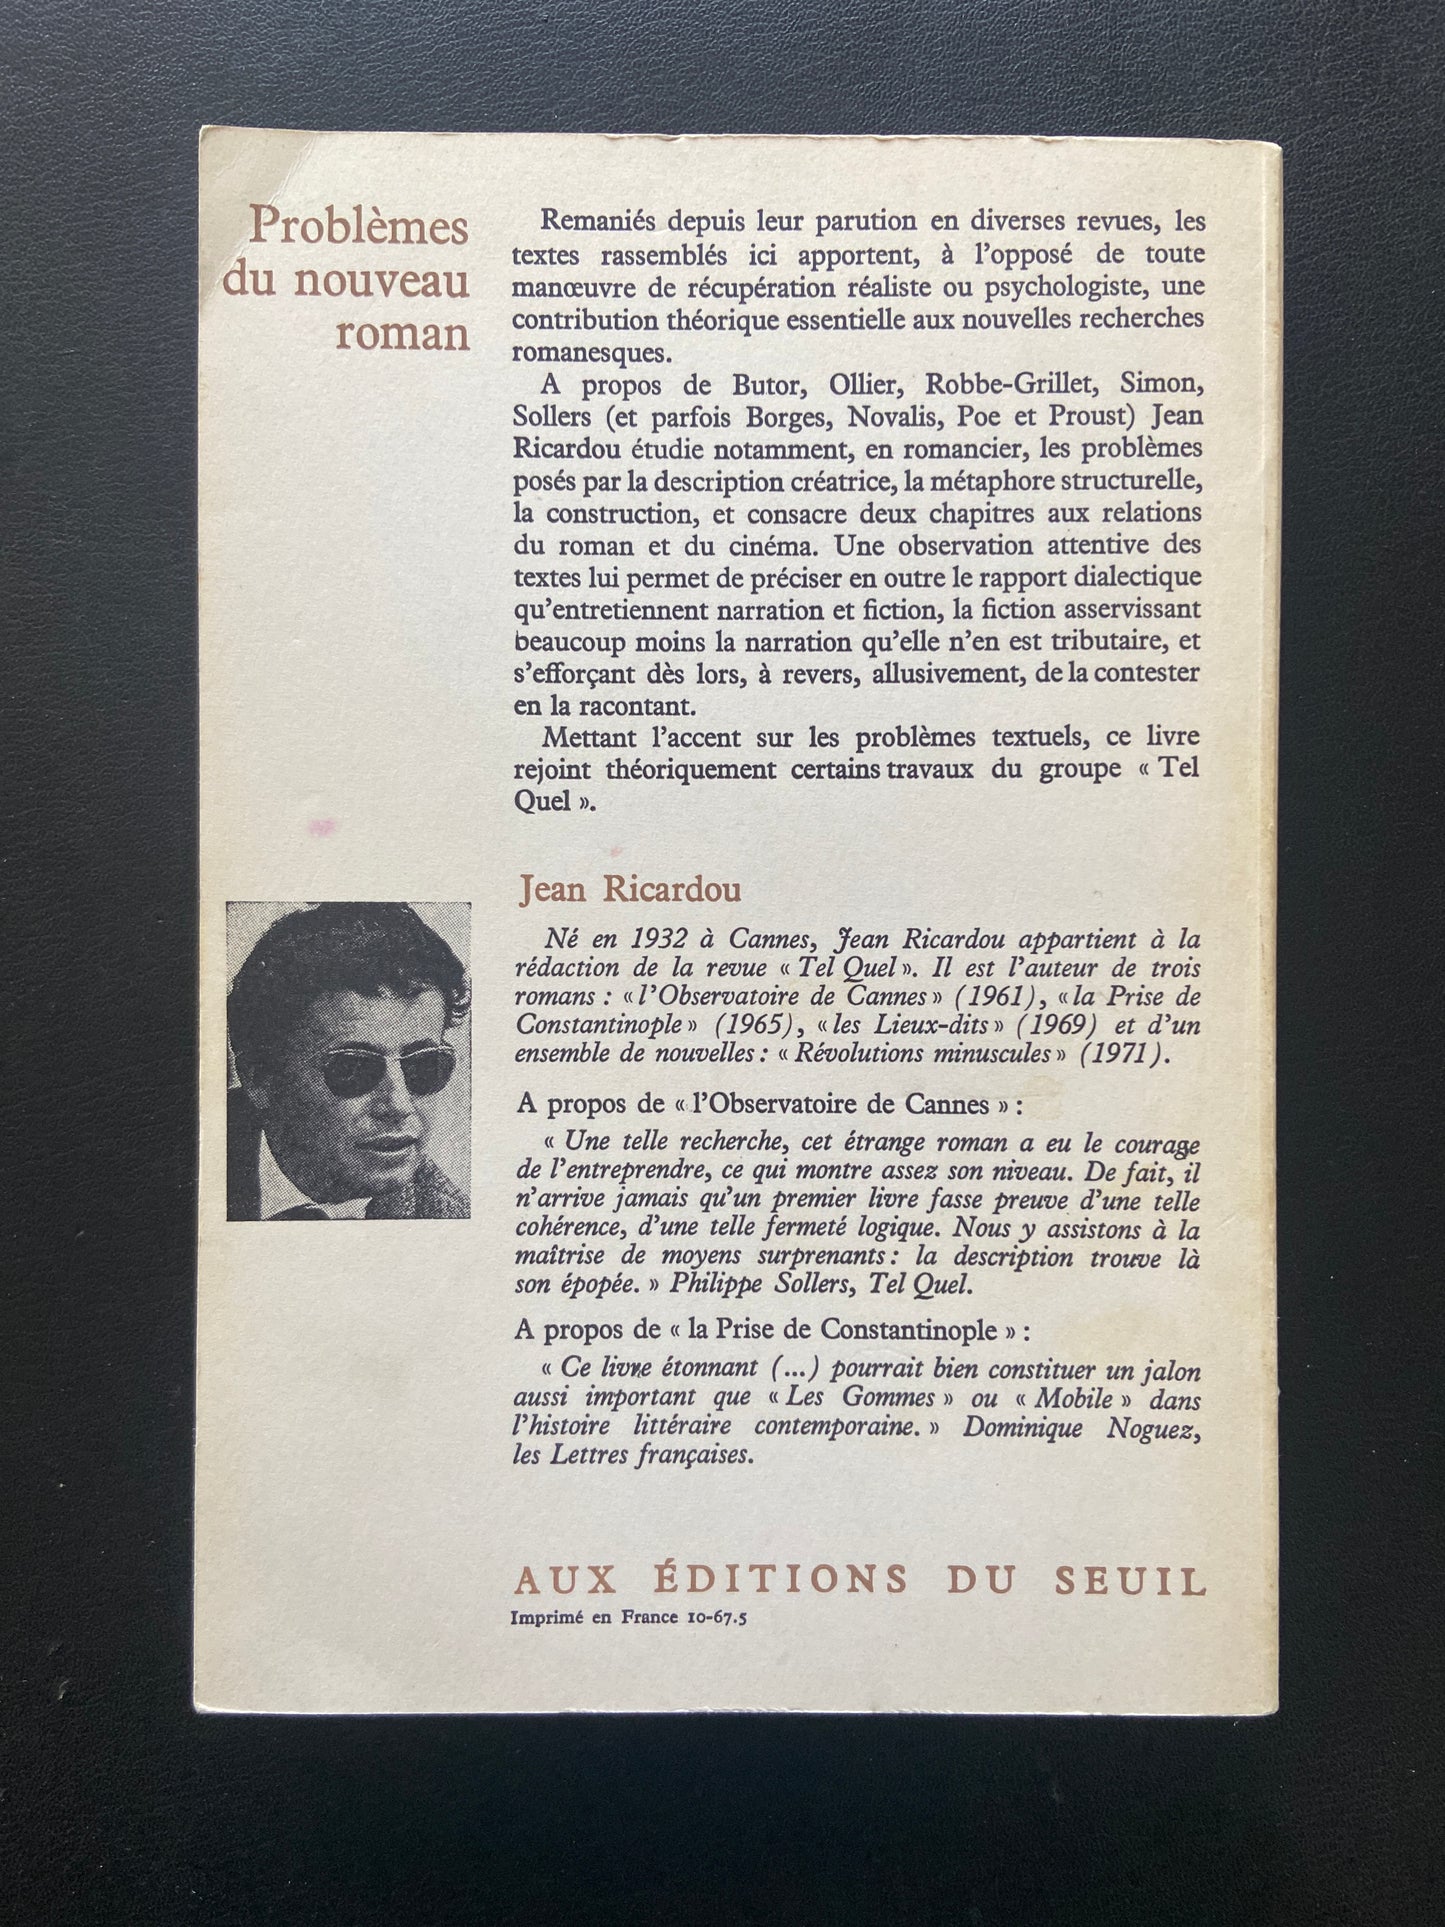 Problèmes
du nouveau
roman
Remaniés depuis leur parution en diverses revues, les
textes rassemblés ici apportent, à l’opposé de toute
manœuvre de récupération réaliste ou psychologiste, une
contribution théorique essentielle aux nouvelles recherches
romanesques.
A propos de Butor, Ollier, Robbe-Grillet, Simon,
Sollers (et parfois Borges, Novalis, Poe et Proust) Jean
Ricardou étudie notamment, en romancier, les problèmes
posés par la description créatrice, la métaphore structurelle,
la construction, et consacre deux chapitres aux relations
du roman et du cinéma. Une observation attentive des
textes lui permet de préciser en outre le rapport dialectique
qu’entretiennent narration et fiction, la fiction asservissant
beaucoup moins la narration qu’elle n’en est tributaire, et
s’efforçant dès lors, à revers, allusivement, de la contester
en la racontant.
Mettant l’accent sur les problèmes textuels, ce livre
rejoint théoriquement certains travaux du groupe « Tel
Quel ».
Jean Ricardou
Né en 1932 à Cannes, Jean Ricardou appartient à la
rédaction de la revue « Tel Quel ». Il est l’auteur de trois
romans : « l’Observatoire de Cannes » (1961), « la Prise de
Constantinople » (1965), « les Lieux-dits » (1969) et d’un
ensemble de nouvelles : « Révolutions minuscules » (1971).
A propos de « l’Observatoire de Cannes » :
« Une telle recherche, cet étrange roman a eu le courage
de l’entreprendre, ce qui montre assez son niveau. De fait, il
n’arrive jamais qu’un premier livre fasse preuve d’une telle
cohérence, d’une telle fermeté logique. Nous y assistons à la
maîtrise de moyens surprenants : la description trouve là
son épopée. » Philippe Sollers, Tel Quel.
A propos de « la Prise de Constantinople » :
« Ce livre étonnant (...) pourrait bien constituer un jalon
aussi important que « Les Gommes » ou « Mobile » dans
l’histoire littéraire contemporaine. » Dominique Noguez,
les Lettres françaises.
AUX ÉDITIONS DU SEUIL
Imprimé en France 10-67.5